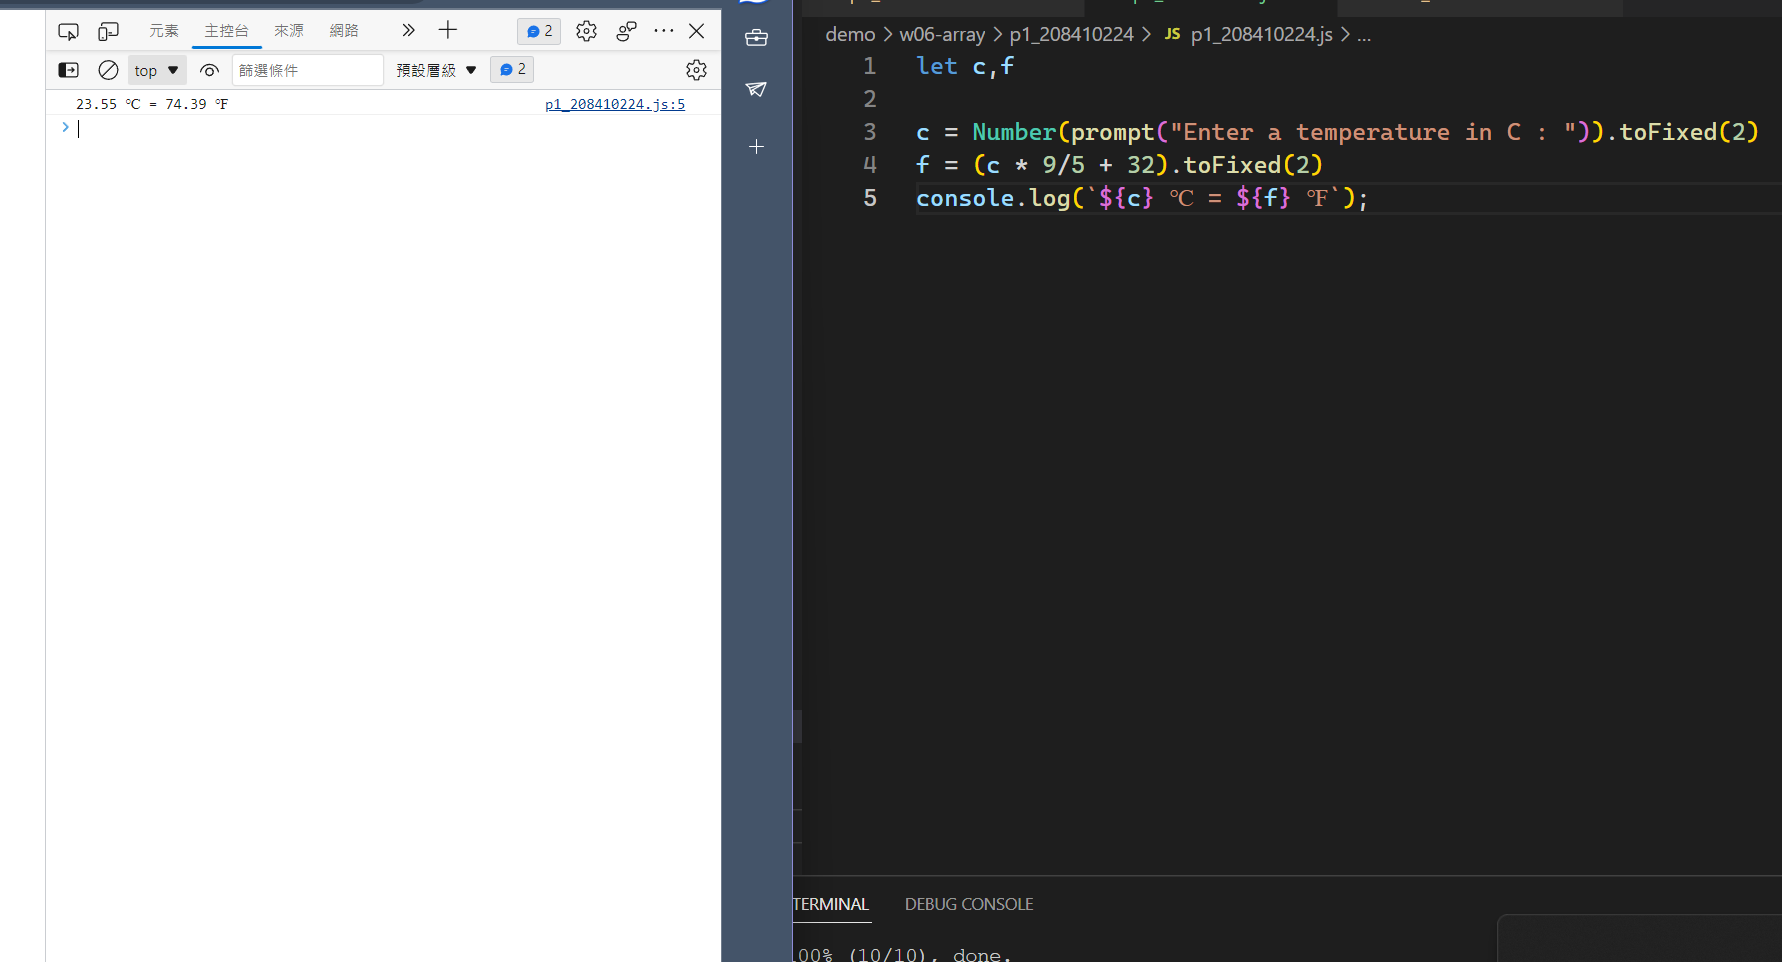 元素 主控台 來源 網路 2
top 篩選條件 預設層級 2
23.55 ℃ = 74.39 ℉ p1_208410224.js:5
demo w06-array p1_208410224 JS p1_208410224.js ...
1 let c,f
2
3 c = Number(prompt("Enter a temperature in C : ")).toFixed(2)
4 f = (c * 9/5 + 32).toFixed(2)
5 console.log(`${c} ℃ = ${f} ℉`);
TERMINAL DEBUG CONSOLE
00% (10/10), done.